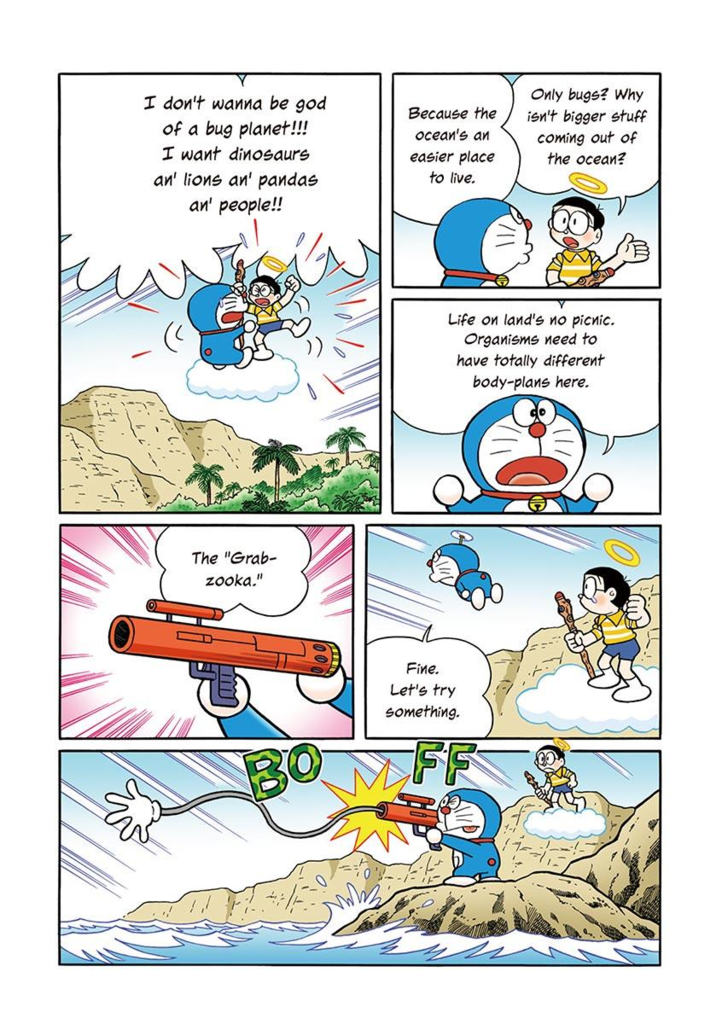 Only bugs? Why
isn't bigger stuff
coming out of
the ocean?
Because the
ocean's an
easier place
to live.
Life on land's no picnic.
Organisms need to
have totally different
body-plans here.
I don't wanna be god
of a bug planet!!!
I want dinosaurs
an' lions an' pandas
an' people!!
Fine.
Let's try
something.
The "Grab-
zooka."
BOFF